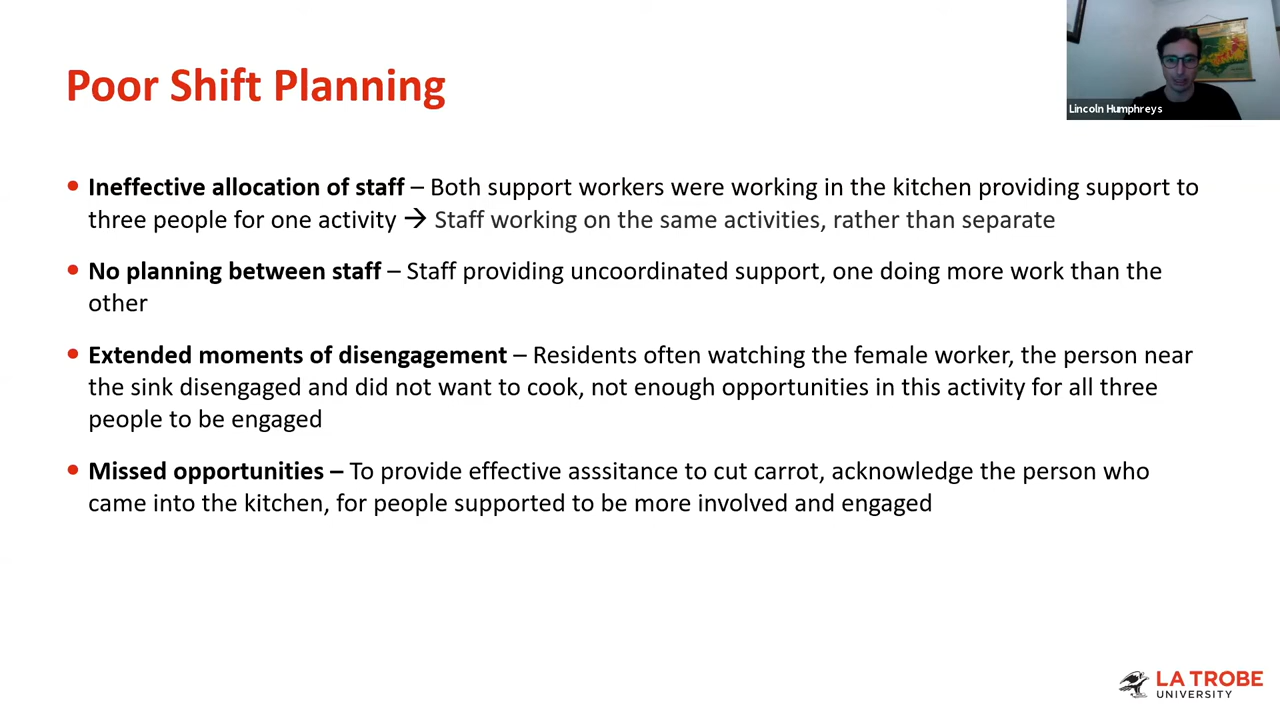 Poor Shift Planning
Lincoln Humphreys
• Ineffective allocation of staff – Both support workers were working in the kitchen providing support to
three people for one activity → Staff working on the same activities, rather than separate
• No planning between staff – Staff providing uncoordinated support, one doing more work than the
other
• Extended moments of disengagement – Residents often watching the female worker, the person near
the sink disengaged and did not want to cook, not enough opportunities in this activity for all three
people to be engaged
• Missed opportunities – To provide effective asssitance to cut carrot, acknowledge the person who
came into the kitchen, for people supported to be more involved and engaged
LA TROBE
UNIVERSITY